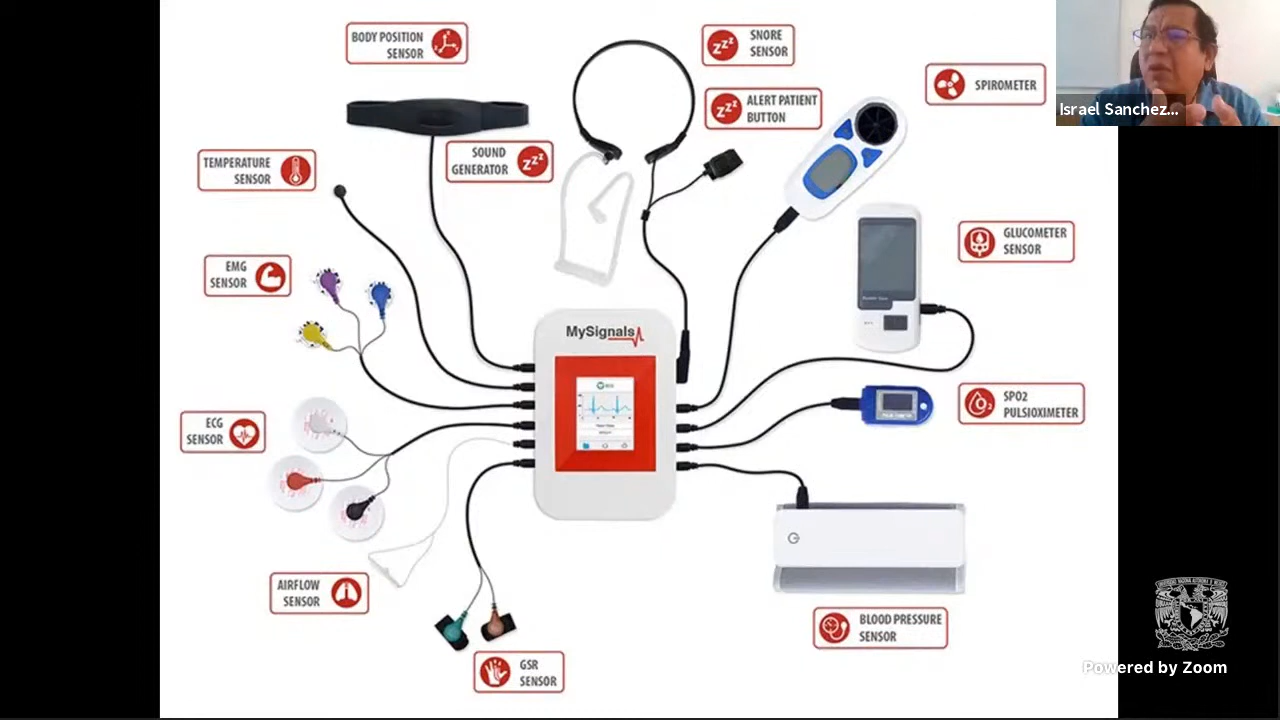 BODY POSITION
SENSOR
SNORE
SENSOR
SPIROMETER
Israel Sanchez...
ALERT PATIENT
BUTTON
SOUND
GENERATOR
TEMPERATURE
SENSOR
GLUCOMETER
SENSOR
EMG
SENSOR
MySignals
SPO2
PULSIOXIMETER
ECG
SENSOR
AIRFLOW
SENSOR
BLOOD PRESSURE
SENSOR
GSR
SENSOR
Powered by Zoom